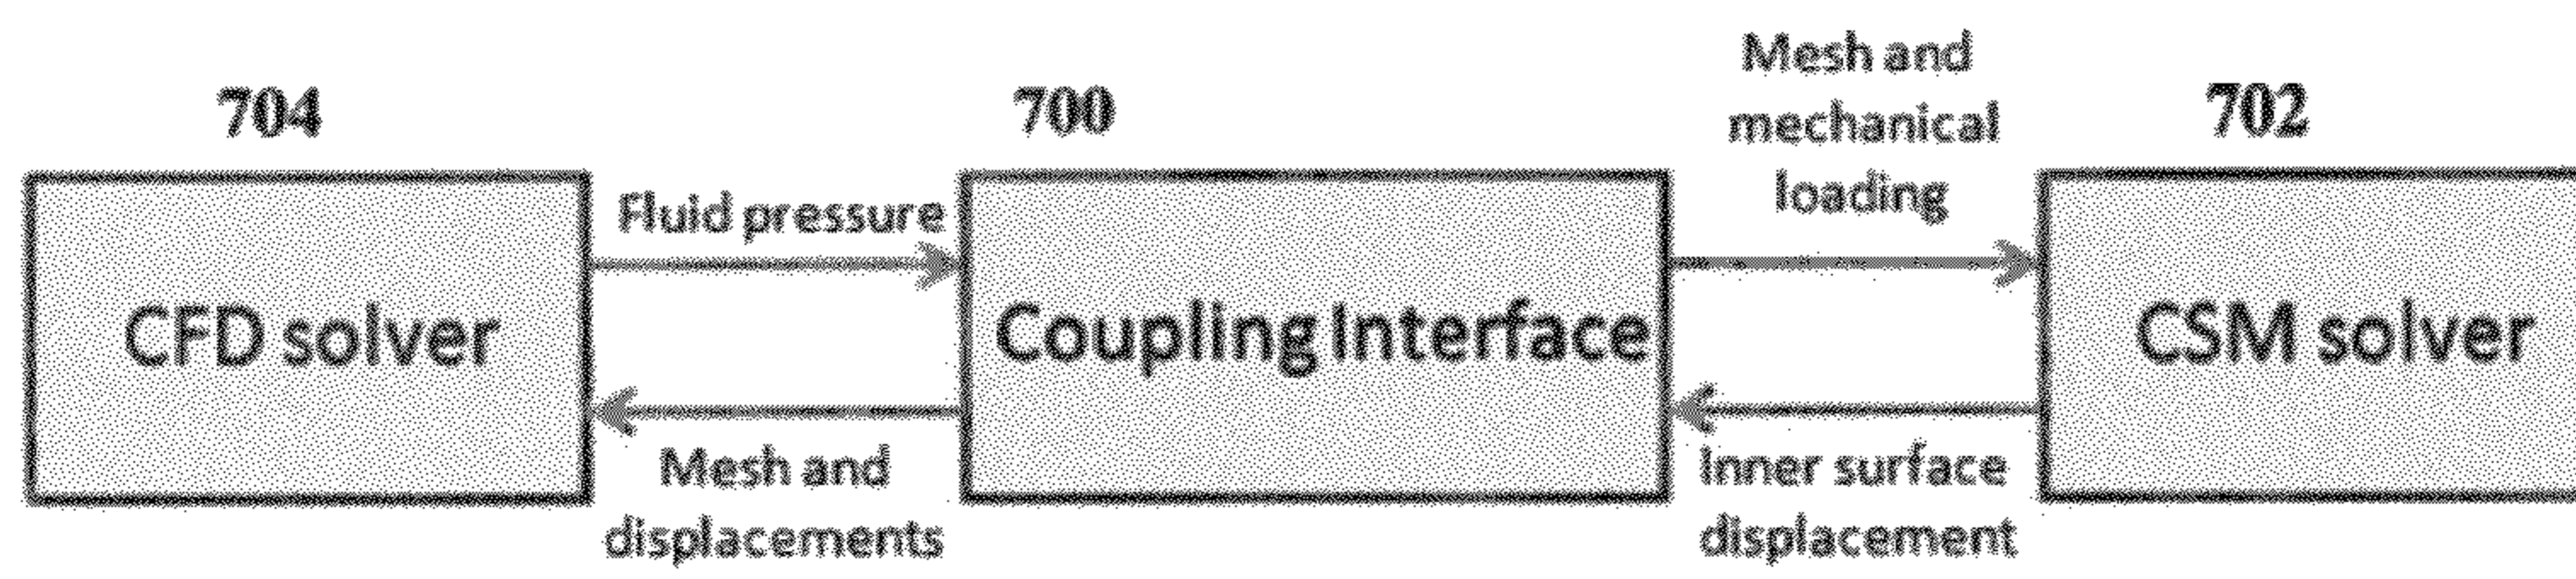 704
700
702
Mesh and
mechanical
loading
Fluid pressure
CFD solver
Coupling Interface
CSM solver
Mesh and
displacements
Inner surface
displacement